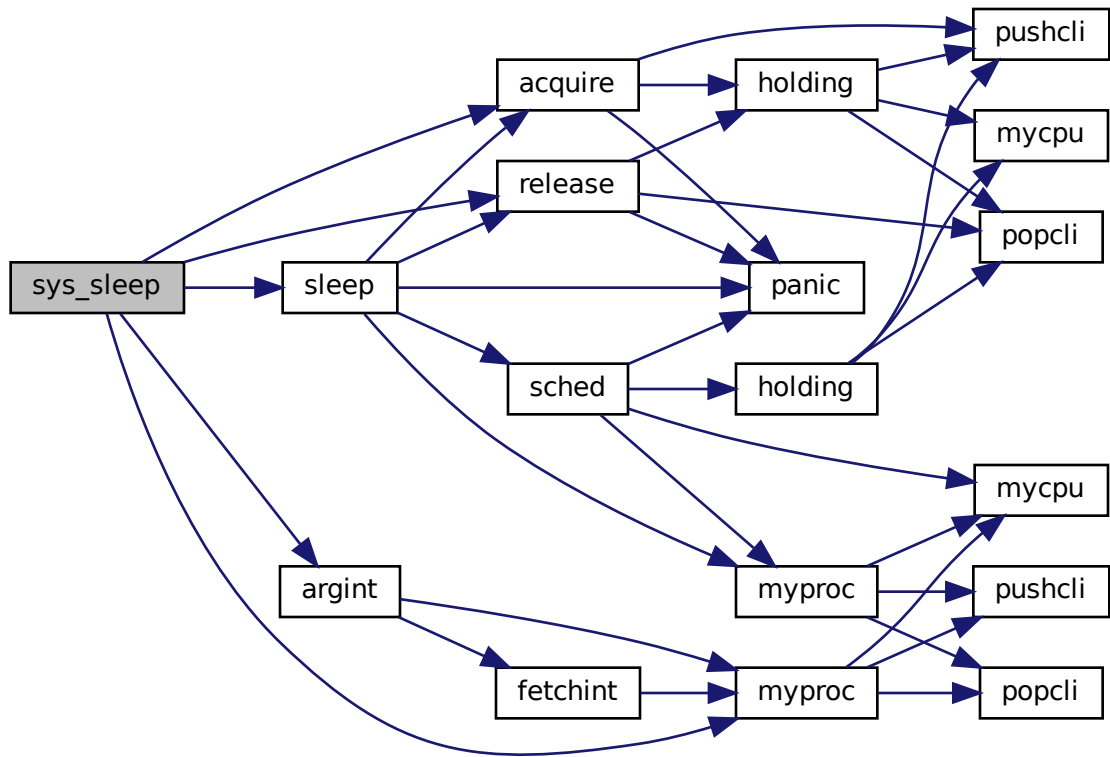 pushcli
acquire
holding
mycpu
release
popcli
sys_sleep
sleep
panic
sched
holding
mycpu
argint
myproc
pushcli
fetchint
myproc
popcli